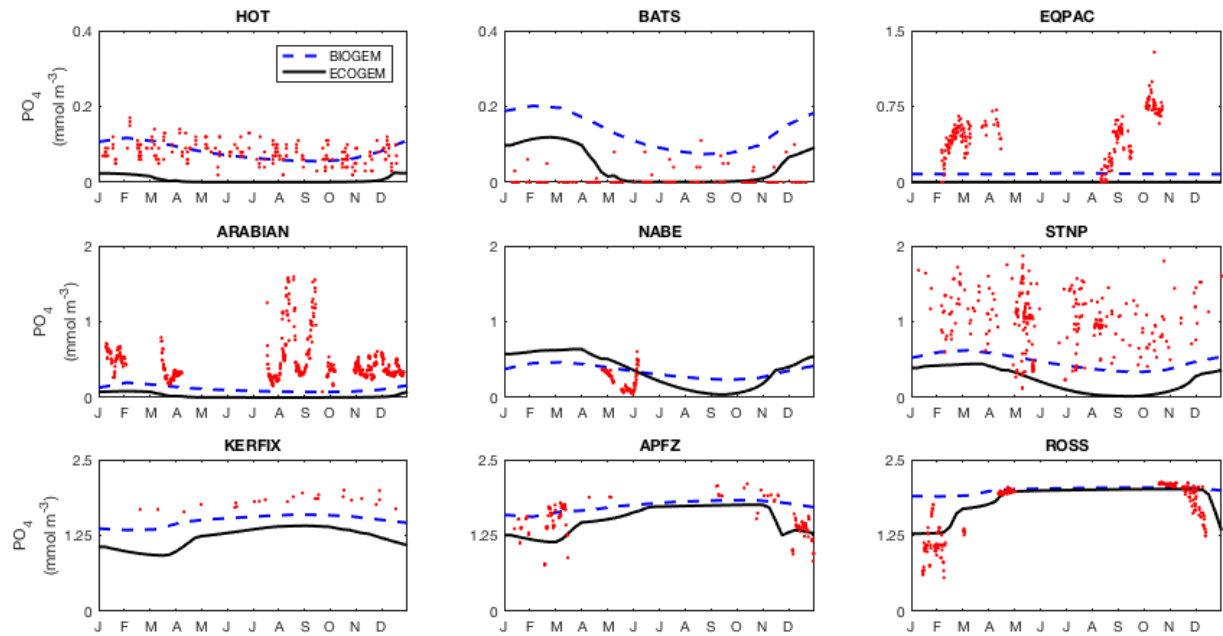 HOT
BATS
EQPAC
0.4
0.2
0
PO4
(mmol m−3)
BIOGEM
ECOGEM
J F M A M J J A S O N D
0.4
0.2
0
J F M A M J J A S O N D
1.5
0.75
0
J F M A M J J A S O N D
ARABIAN
NABE
STNP
2
1
0
PO4
(mmol m−3)
J F M A M J J A S O N D
2
1
0
J F M A M J J A S O N D
2
1
0
J F M A M J J A S O N D
KERFIX
APFZ
ROSS
2.5
1.25
0
PO4
(mmol m−3)
J F M A M J J A S O N D
2.5
1.25
0
J F M A M J J A S O N D
2.5
1.25
0
J F M A M J J A S O N D